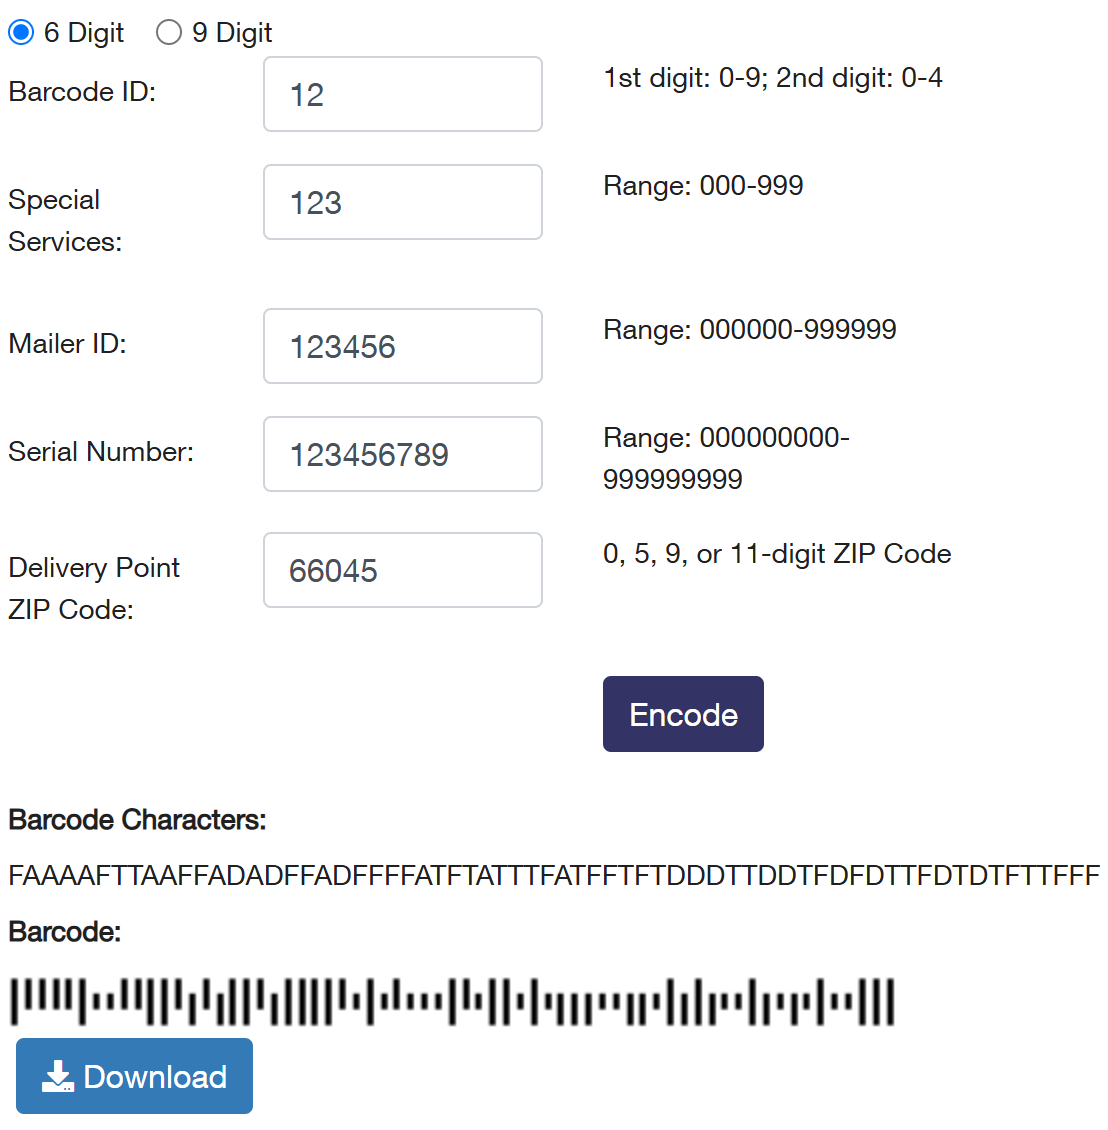 6 Digit 9 Digit
Barcode ID: 12 1st digit: 0-9; 2nd digit: 0-4
Special 123 Range: 000-999
Services:
Mailer ID: 123456 Range: 000000-999999
Serial Number: 123456789 Range: 000000000-
999999999
Delivery Point 66045 0, 5, 9, or 11-digit ZIP Code
ZIP Code:
Encode
Barcode Characters:
FAAAAFTTAAFFADADFFADFFFFATFTATTTFATFFTFTDDDTTDDTFDFDTTFDTDTFTTFFF
Barcode:
Download